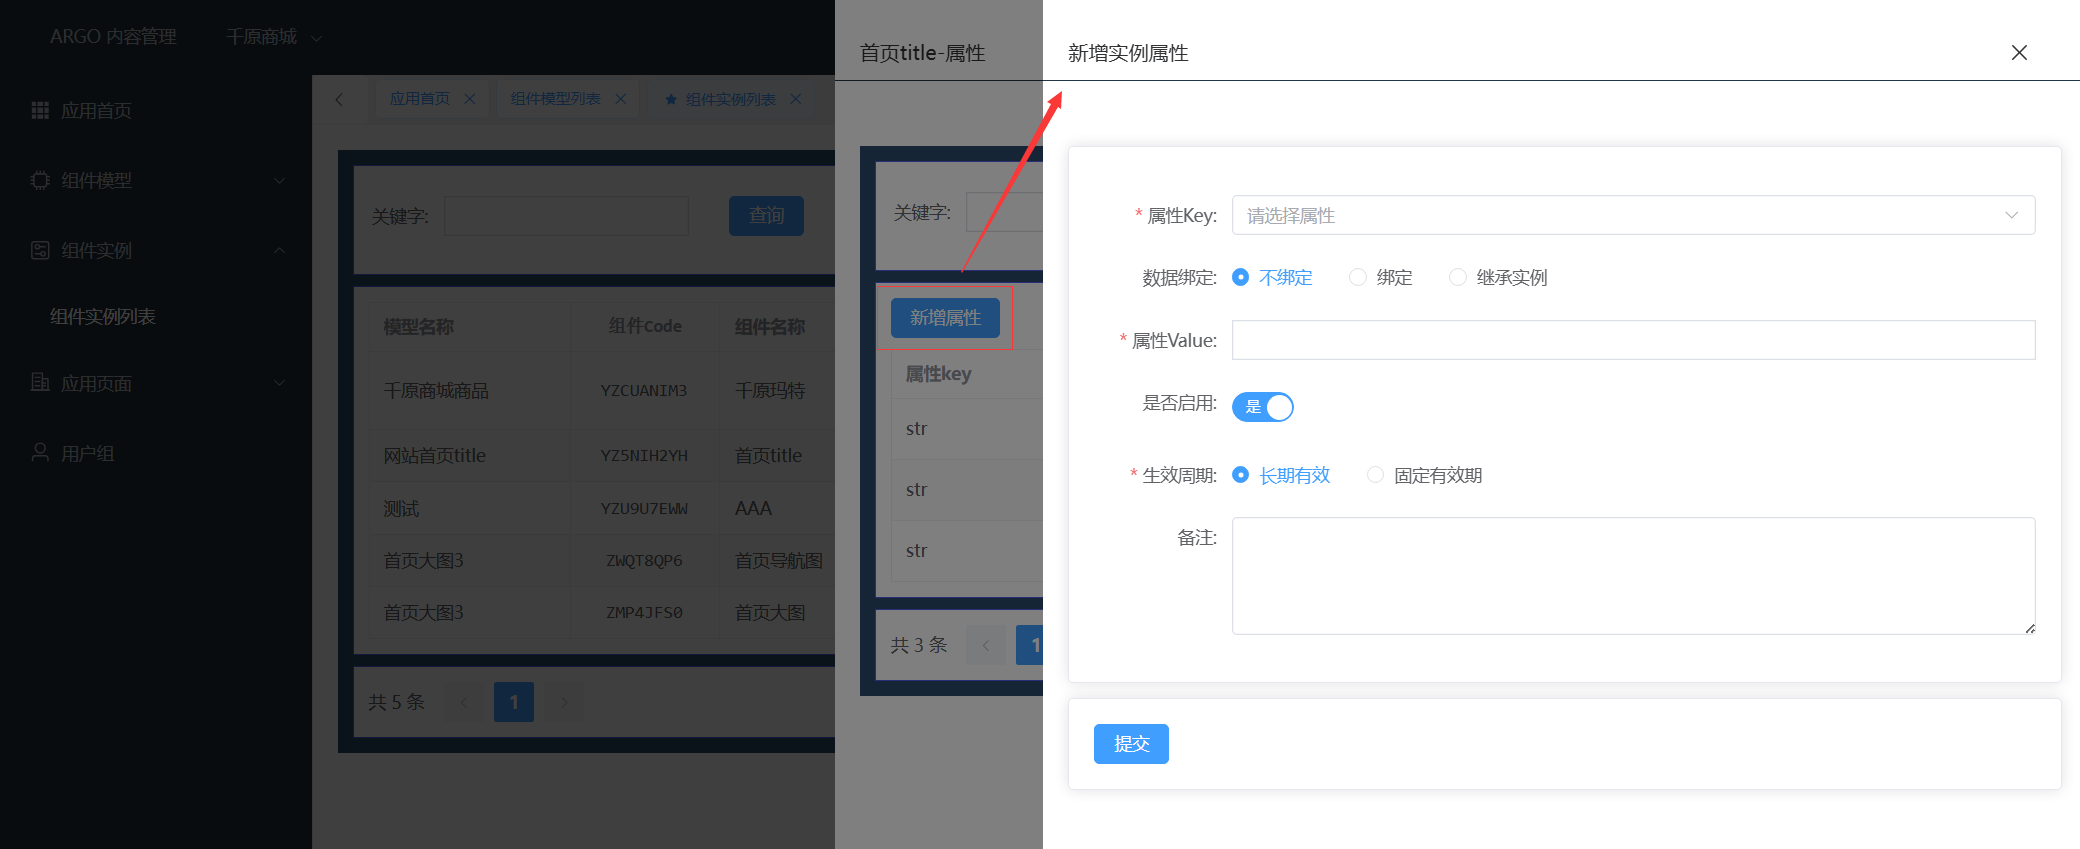 ARGO 内容管理
千原商城
应用首页
组件模型
组件实例
组件实例列表
应用页面
用户组
应用首页 组件模型列表 组件实例列表
关键字: 查询
模型名称 组件Code 组件名称
千原商城商品 YZCUANIM3 千原玛特
网站首页title YZ5NIH2YH 首页title
测试 YZU9U7EWW AAA
首页大图3 ZWQT8QP6 首页导航图
首页大图3 ZMP4JFS0 首页大图
共 5 条 1
首页title-属性
关键字:
新增属性
属性key
str
str
str
共 3 条 1
新增实例属性
* 属性Key: 请选择属性
数据绑定: 不绑定 绑定 继承实例
* 属性Value:
是否启用: 是
* 生效周期: 长期有效 固定有效期
备注:
提交